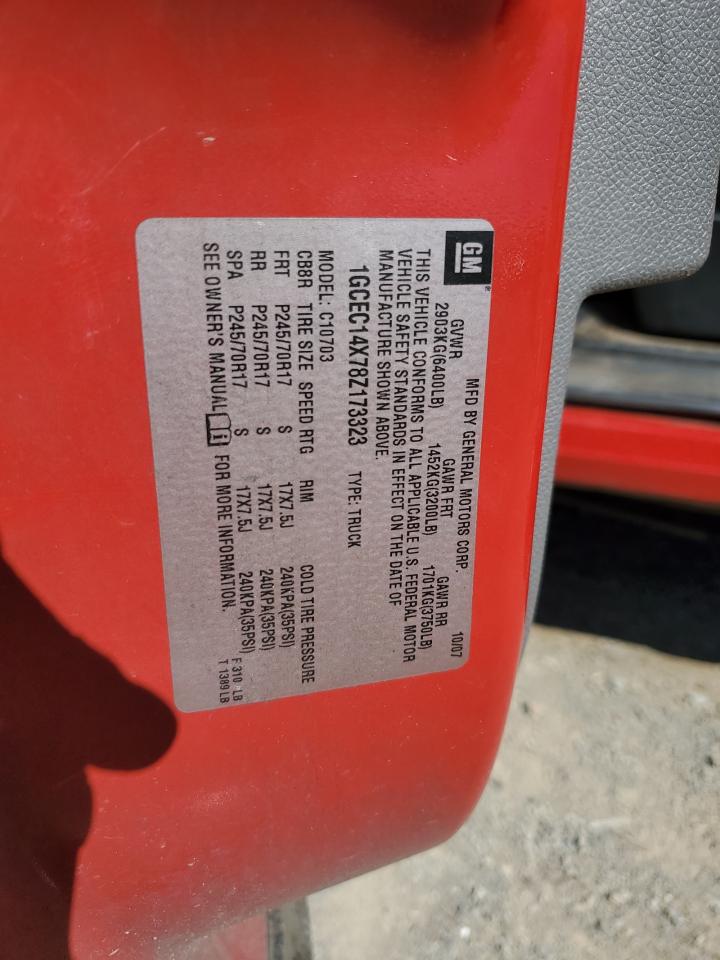 GM
MFD BY GENERAL MOTORS CORP. 10/07
GVWR GAWR FRT GAWR RR
2903KG(6400LB) 1452KG(3200LB) 1701KG(3750LB)
THIS VEHICLE CONFORMS TO ALL APPLICABLE U.S. FEDERAL MOTOR
VEHICLE SAFETY STANDARDS IN EFFECT ON THE DATE OF
MANUFACTURE SHOWN ABOVE.
1GCEC14X78Z173323 TYPE: TRUCK
MODEL: C10703
CB8R TIRE SIZE SPEED RTG RIM COLD TIRE PRESSURE
FRT P245/70R17 S 17X7.5J 240KPA(35PSI)
RR P245/70R17 S 17X7.5J 240KPA(35PSI)
SPA P245/70R17 S 17X7.5J 240KPA(35PSI) F 310 LB
SEE OWNER'S MANUAL FOR MORE INFORMATION. T 1389 LB